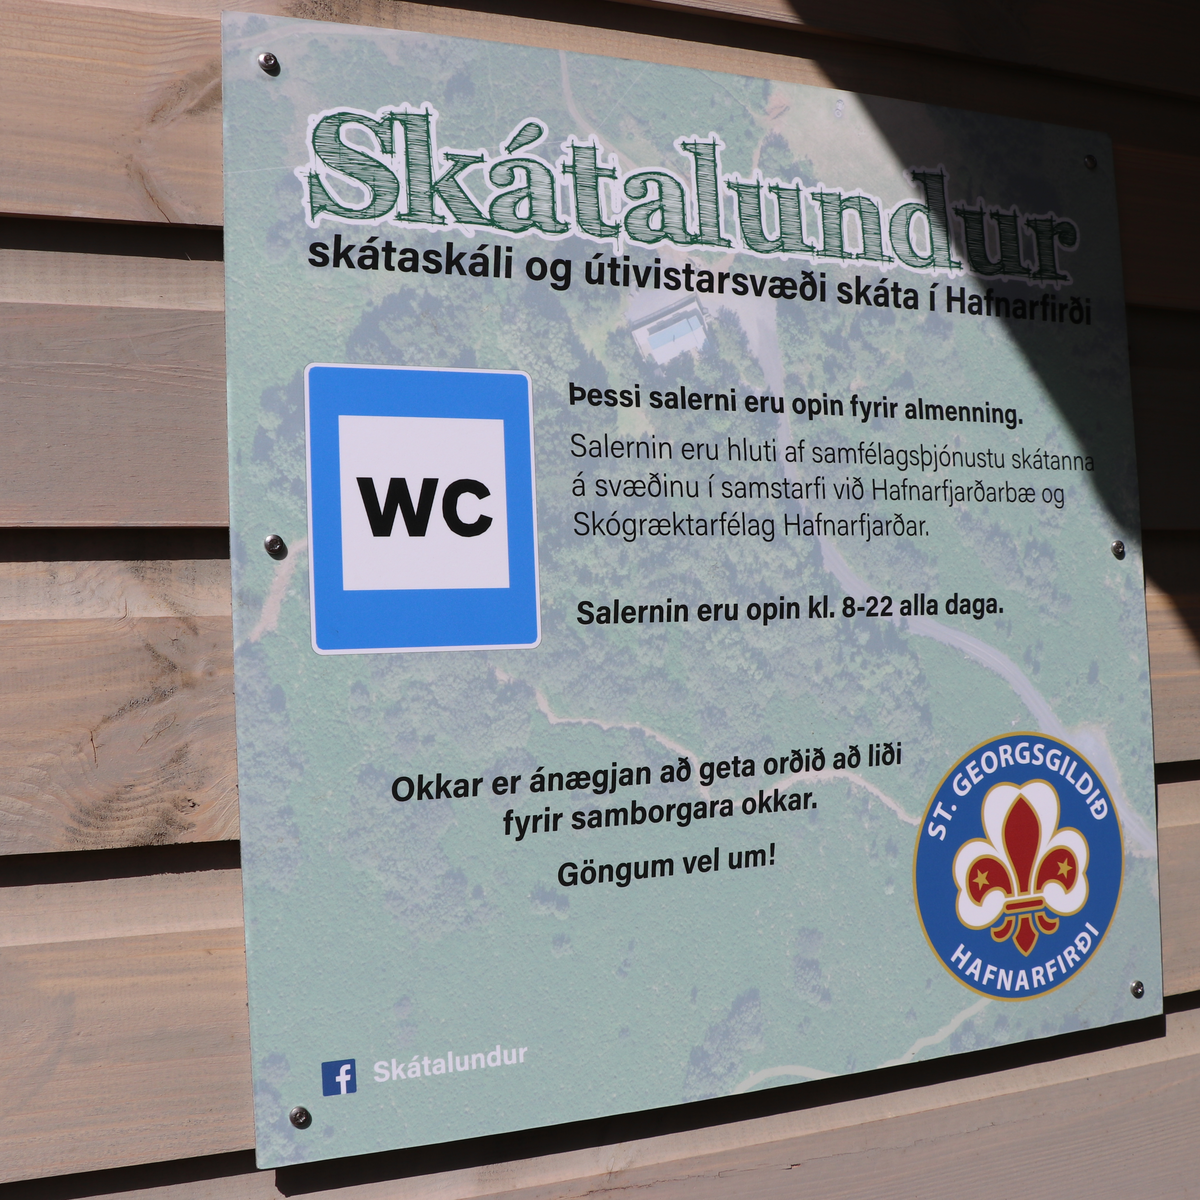 Skátalundur
skátaskáli og útivistarsvæði skáta í Hafnarfirði
WC
Þessi salerni eru opin fyrir almenning.
Salernin eru hluti af samfélagsþjónustu skátanna
á svæðinu í samstarfi við Hafnarfjarðarbæ og
Skógræktarfélag Hafnarfjarðar.
Salernin eru opin kl. 8-22 alla daga.
Okkar er ánægjan að geta orðið að liði
fyrir samborgara okkar.
Göngum vel um!
ST. GEORGSGILDIÐ
HAFNARFIRÐI
f Skátalundur